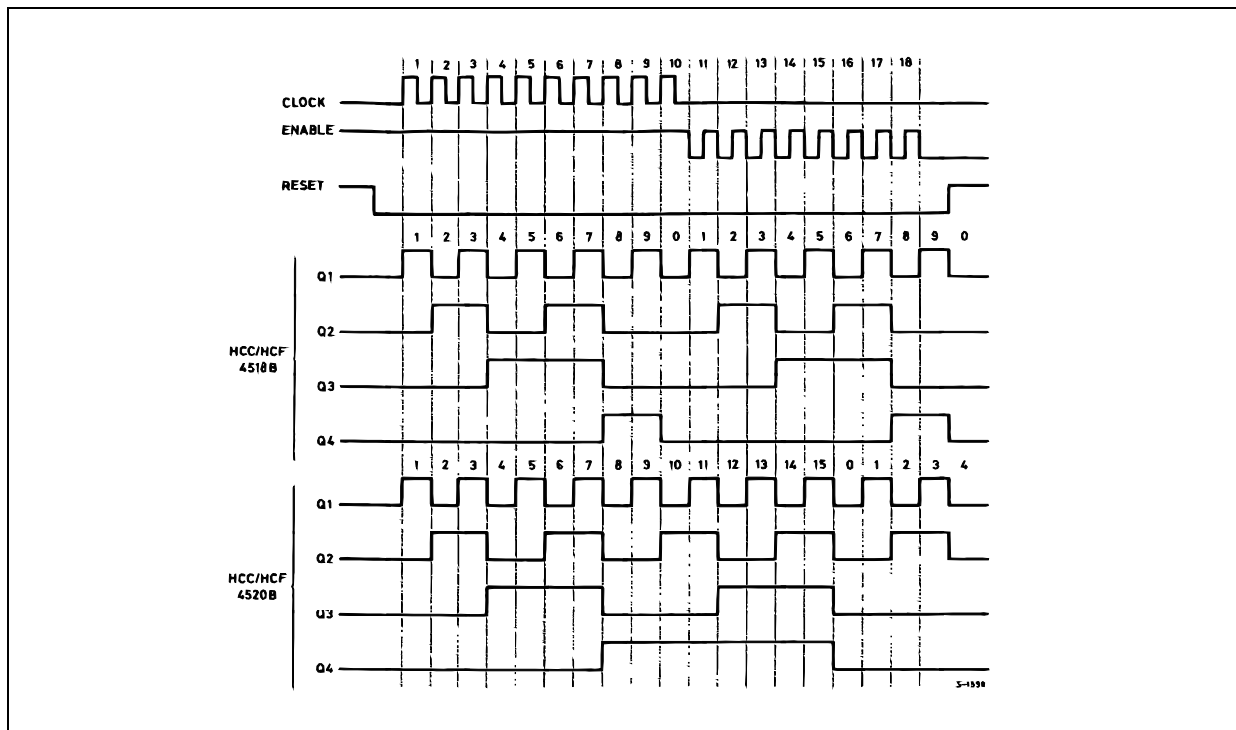 1 2 3 4 5 6 7 8 9 10 11 12 13 14 15 16 17 18
CLOCK
ENABLE
RESET
1 2 3 4 5 6 7 8 9 0 1 2 3 4 5 6 7 8 9 0
Q1
Q2
HCC/HCF
4518B
Q3
Q4
1 2 3 4 5 6 7 8 9 10 11 12 13 14 15 0 1 2 3 4
Q1
Q2
HCC/HCF
4520B
Q3
Q4